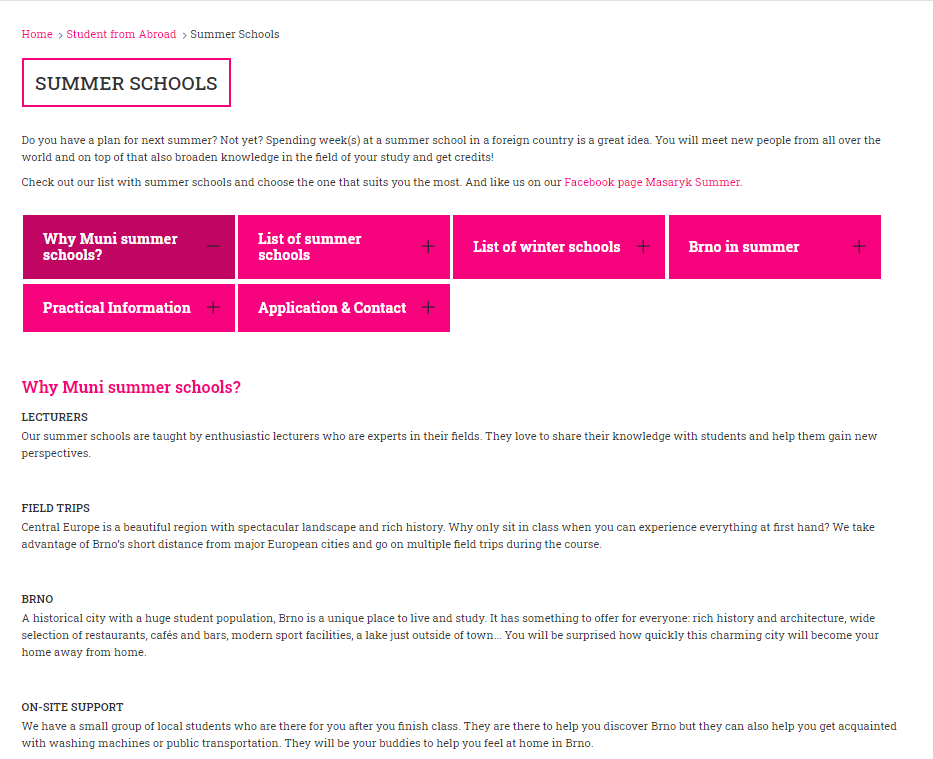 Home > Student from Abroad > Summer Schools
SUMMER SCHOOLS
Do you have a plan for next summer? Not yet? Spending week(s) at a summer school in a foreign country is a great idea. You will meet new people from all over the
world and on top of that also broaden knowledge in the field of your study and get credits!
Check out our list with summer schools and choose the one that suits you the most. And like us on our Facebook page Masaryk Summer.
Why Muni summer
schools? —
List of summer
schools +
List of winter schools +
Brno in summer +
Practical Information +
Application & Contact +
Why Muni summer schools?
LECTURERS
Our summer schools are taught by enthusiastic lecturers who are experts in their fields. They love to share their knowledge with students and help them gain new
perspectives.
FIELD TRIPS
Central Europe is a beautiful region with spectacular landscape and rich history. Why only sit in class when you can experience everything at first hand? We take
advantage of Brno's short distance from major European cities and go on multiple field trips during the course.
BRNO
A historical city with a huge student population, Brno is a unique place to live and study. It has something to offer for everyone: rich history and architecture, wide
selection of restaurants, cafés and bars, modern sport facilities, a lake just outside of town... You will be surprised how quickly this charming city will become your
home away from home.
ON-SITE SUPPORT
We have a small group of local students who are there for you after you finish class. They are there to help you discover Brno but they can also help you get acquainted
with washing machines or public transportation. They will be your buddies to help you feel at home in Brno.